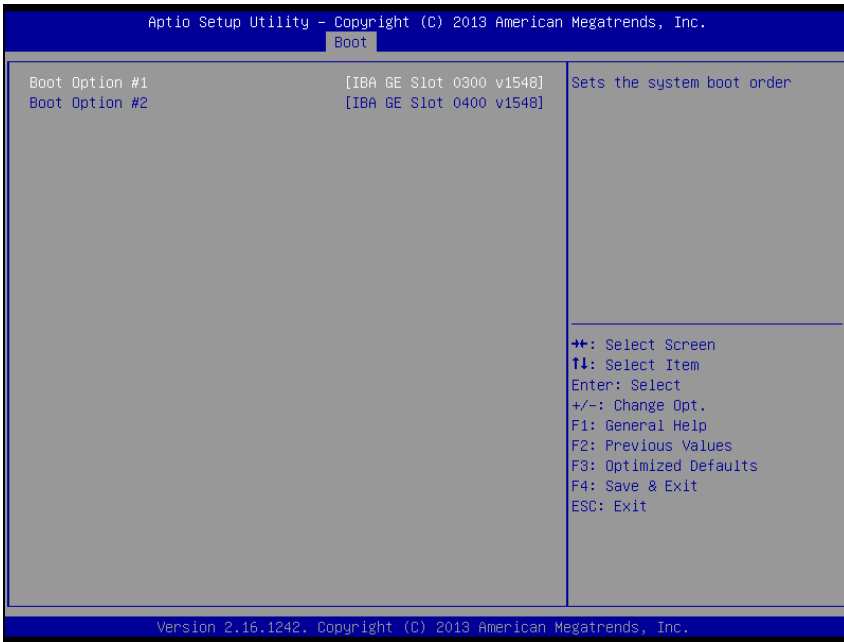 Aptio Setup Utility - Copyright (C) 2013 American Megatrends, Inc.
Boot
Boot Option #1 [IBA GE Slot 0300 v1548]
Boot Option #2 [IBA GE Slot 0400 v1548]
Sets the system boot order
→←: Select Screen
↑↓: Select Item
Enter: Select
+/-: Change Opt.
F1: General Help
F2: Previous Values
F3: Optimized Defaults
F4: Save & Exit
ESC: Exit
Version 2.16.1242. Copyright (C) 2013 American Megatrends, Inc.